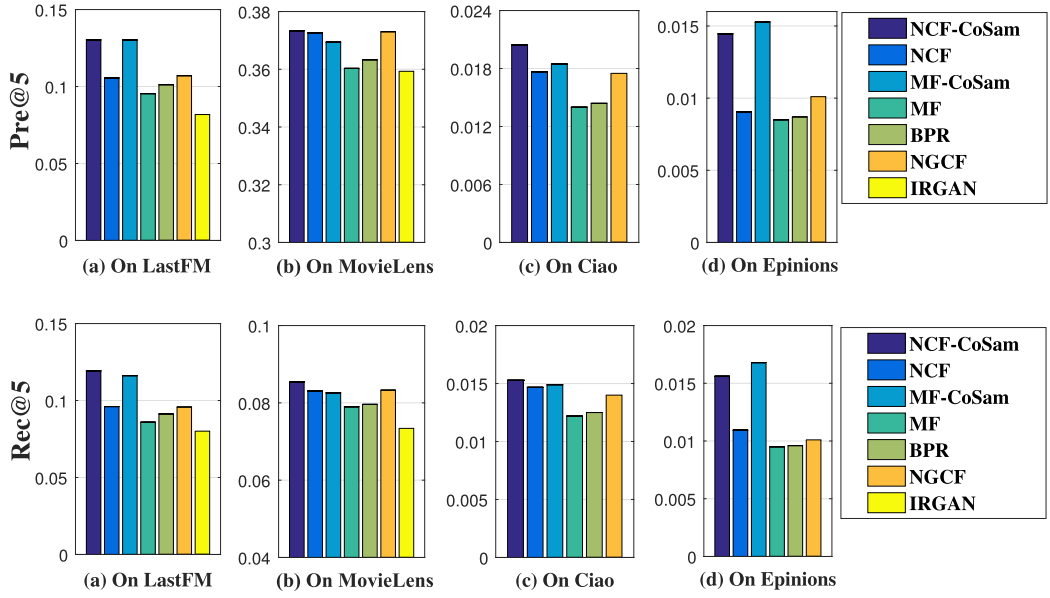 Pre@5
0.15
0.1
0.05
0
(a) On LastFM
0.38
0.36
0.34
0.32
0.3
(b) On MovieLens
0.024
0.018
0.012
0.006
0
(c) On Ciao
0.015
0.01
0.005
0
(d) On Epinions
NCF-CoSam
NCF
MF-CoSam
MF
BPR
NGCF
IRGAN
Rec@5
0.15
0.1
0.05
0
(a) On LastFM
0.1
0.08
0.06
0.04
(b) On MovieLens
0.02
0.015
0.01
0.005
0
(c) On Ciao
0.02
0.015
0.01
0.005
0
(d) On Epinions
NCF-CoSam
NCF
MF-CoSam
MF
BPR
NGCF
IRGAN